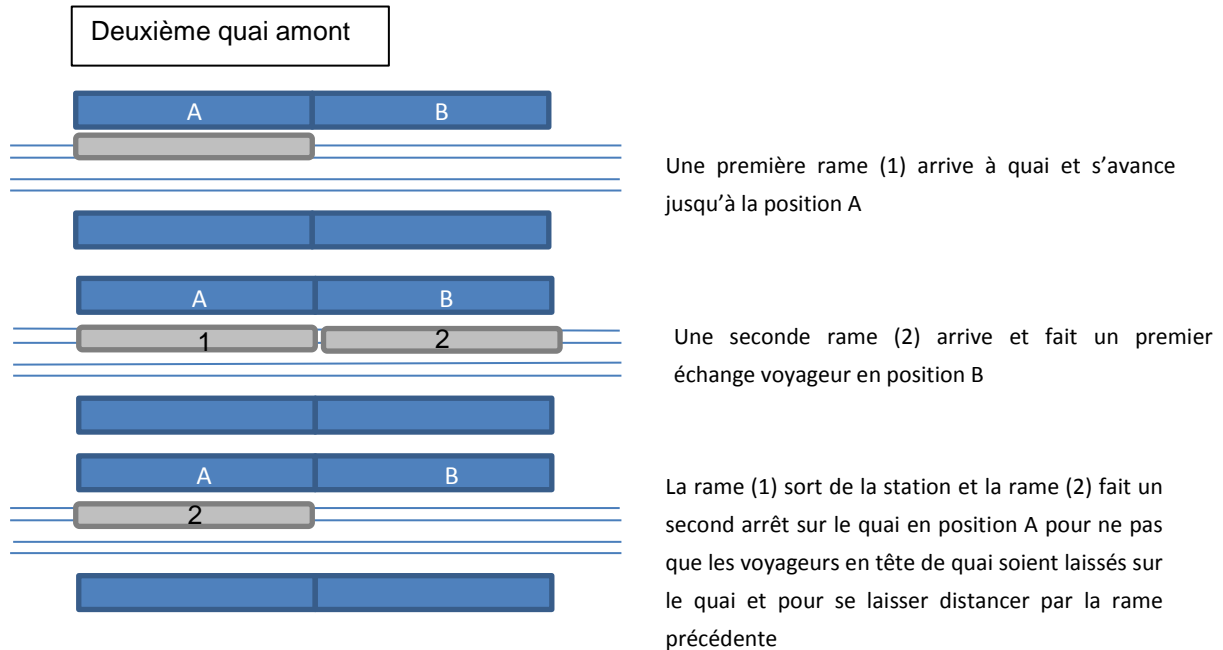 Deuxième quai amont
A B
Une première rame (1) arrive à quai et s’avance
jusqu’à la position A
A B
1 2
Une seconde rame (2) arrive et fait un premier
échange voyageur en position B
A B
2
La rame (1) sort de la station et la rame (2) fait un
second arrêt sur le quai en position A pour ne pas
que les voyageurs en tête de quai soient laissés sur
le quai et pour se laisser distancer par la rame
précédente